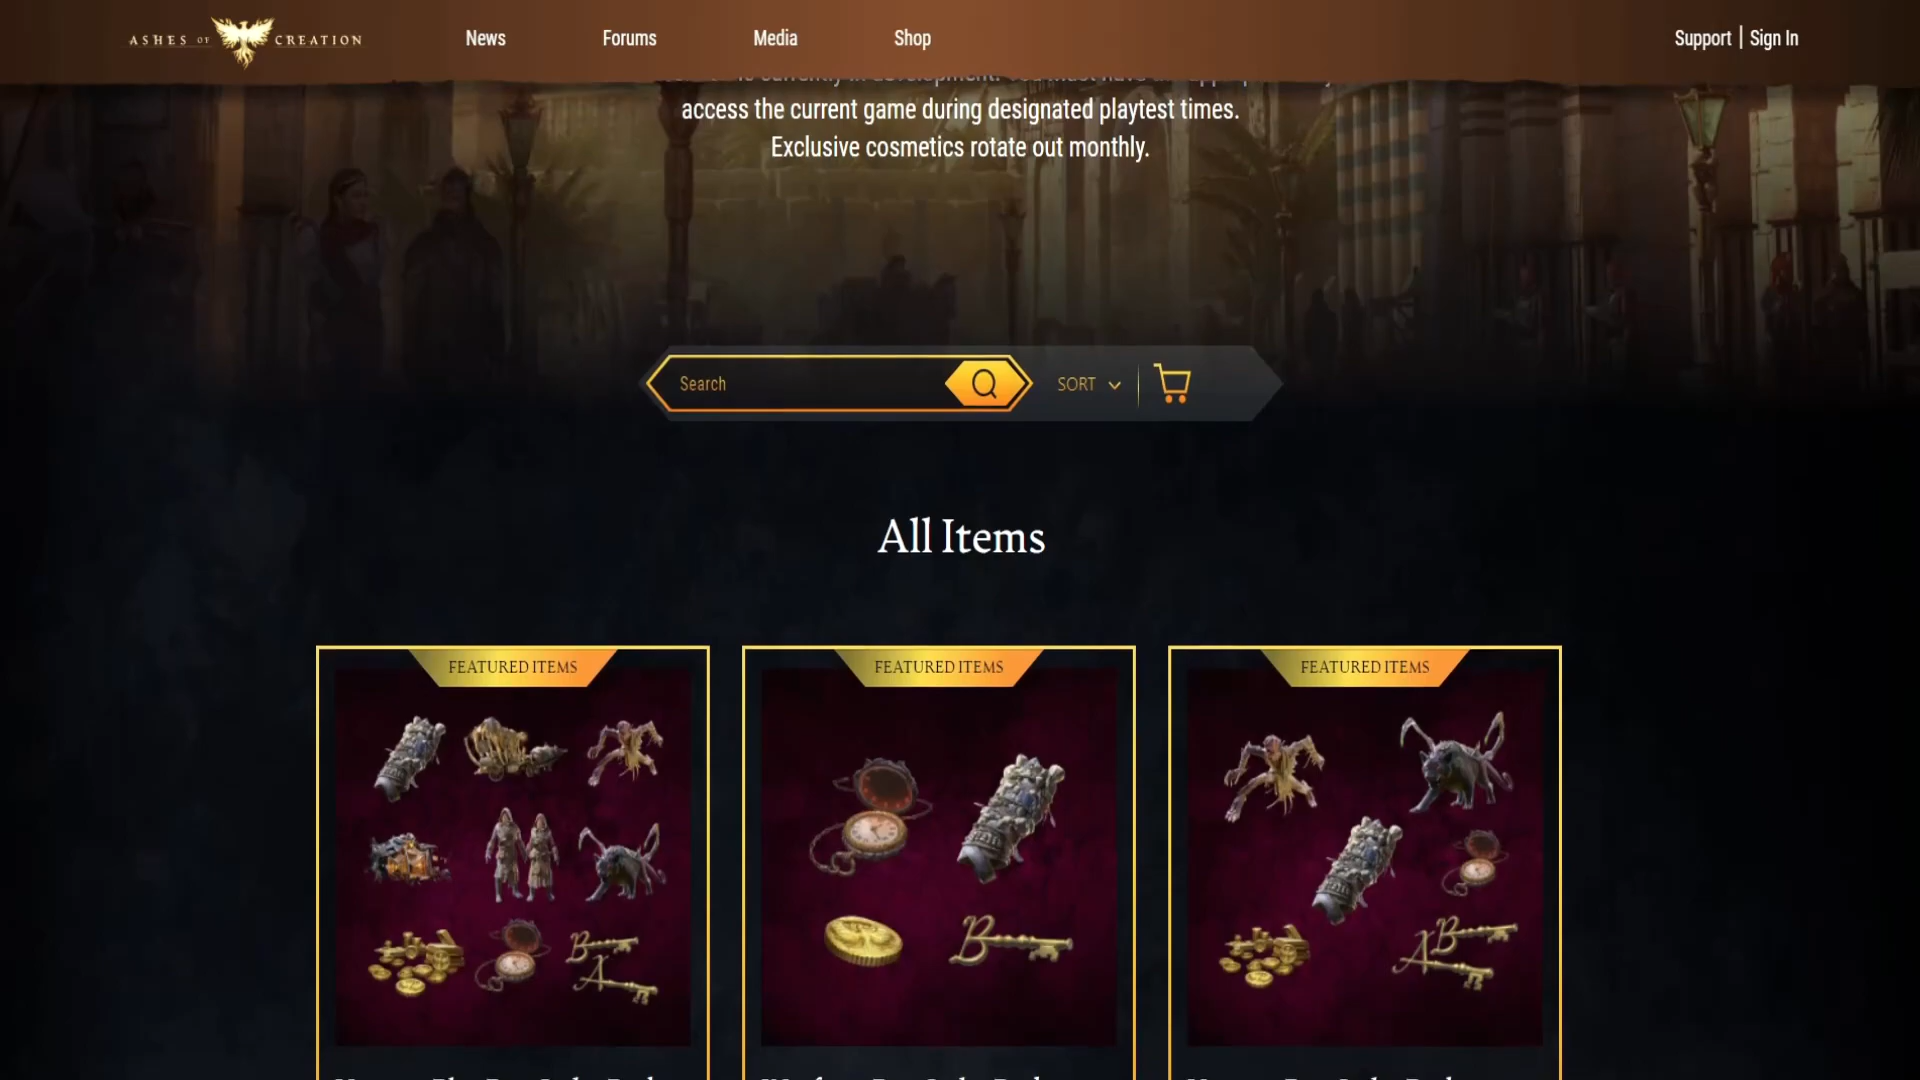 ASHES OF CREATION
News
Forums
Media
Shop
Support | Sign In
access the current game during designated playtest times.
Exclusive cosmetics rotate out monthly.
Search
SORT
All Items
FEATURED ITEMS
FEATURED ITEMS
FEATURED ITEMS